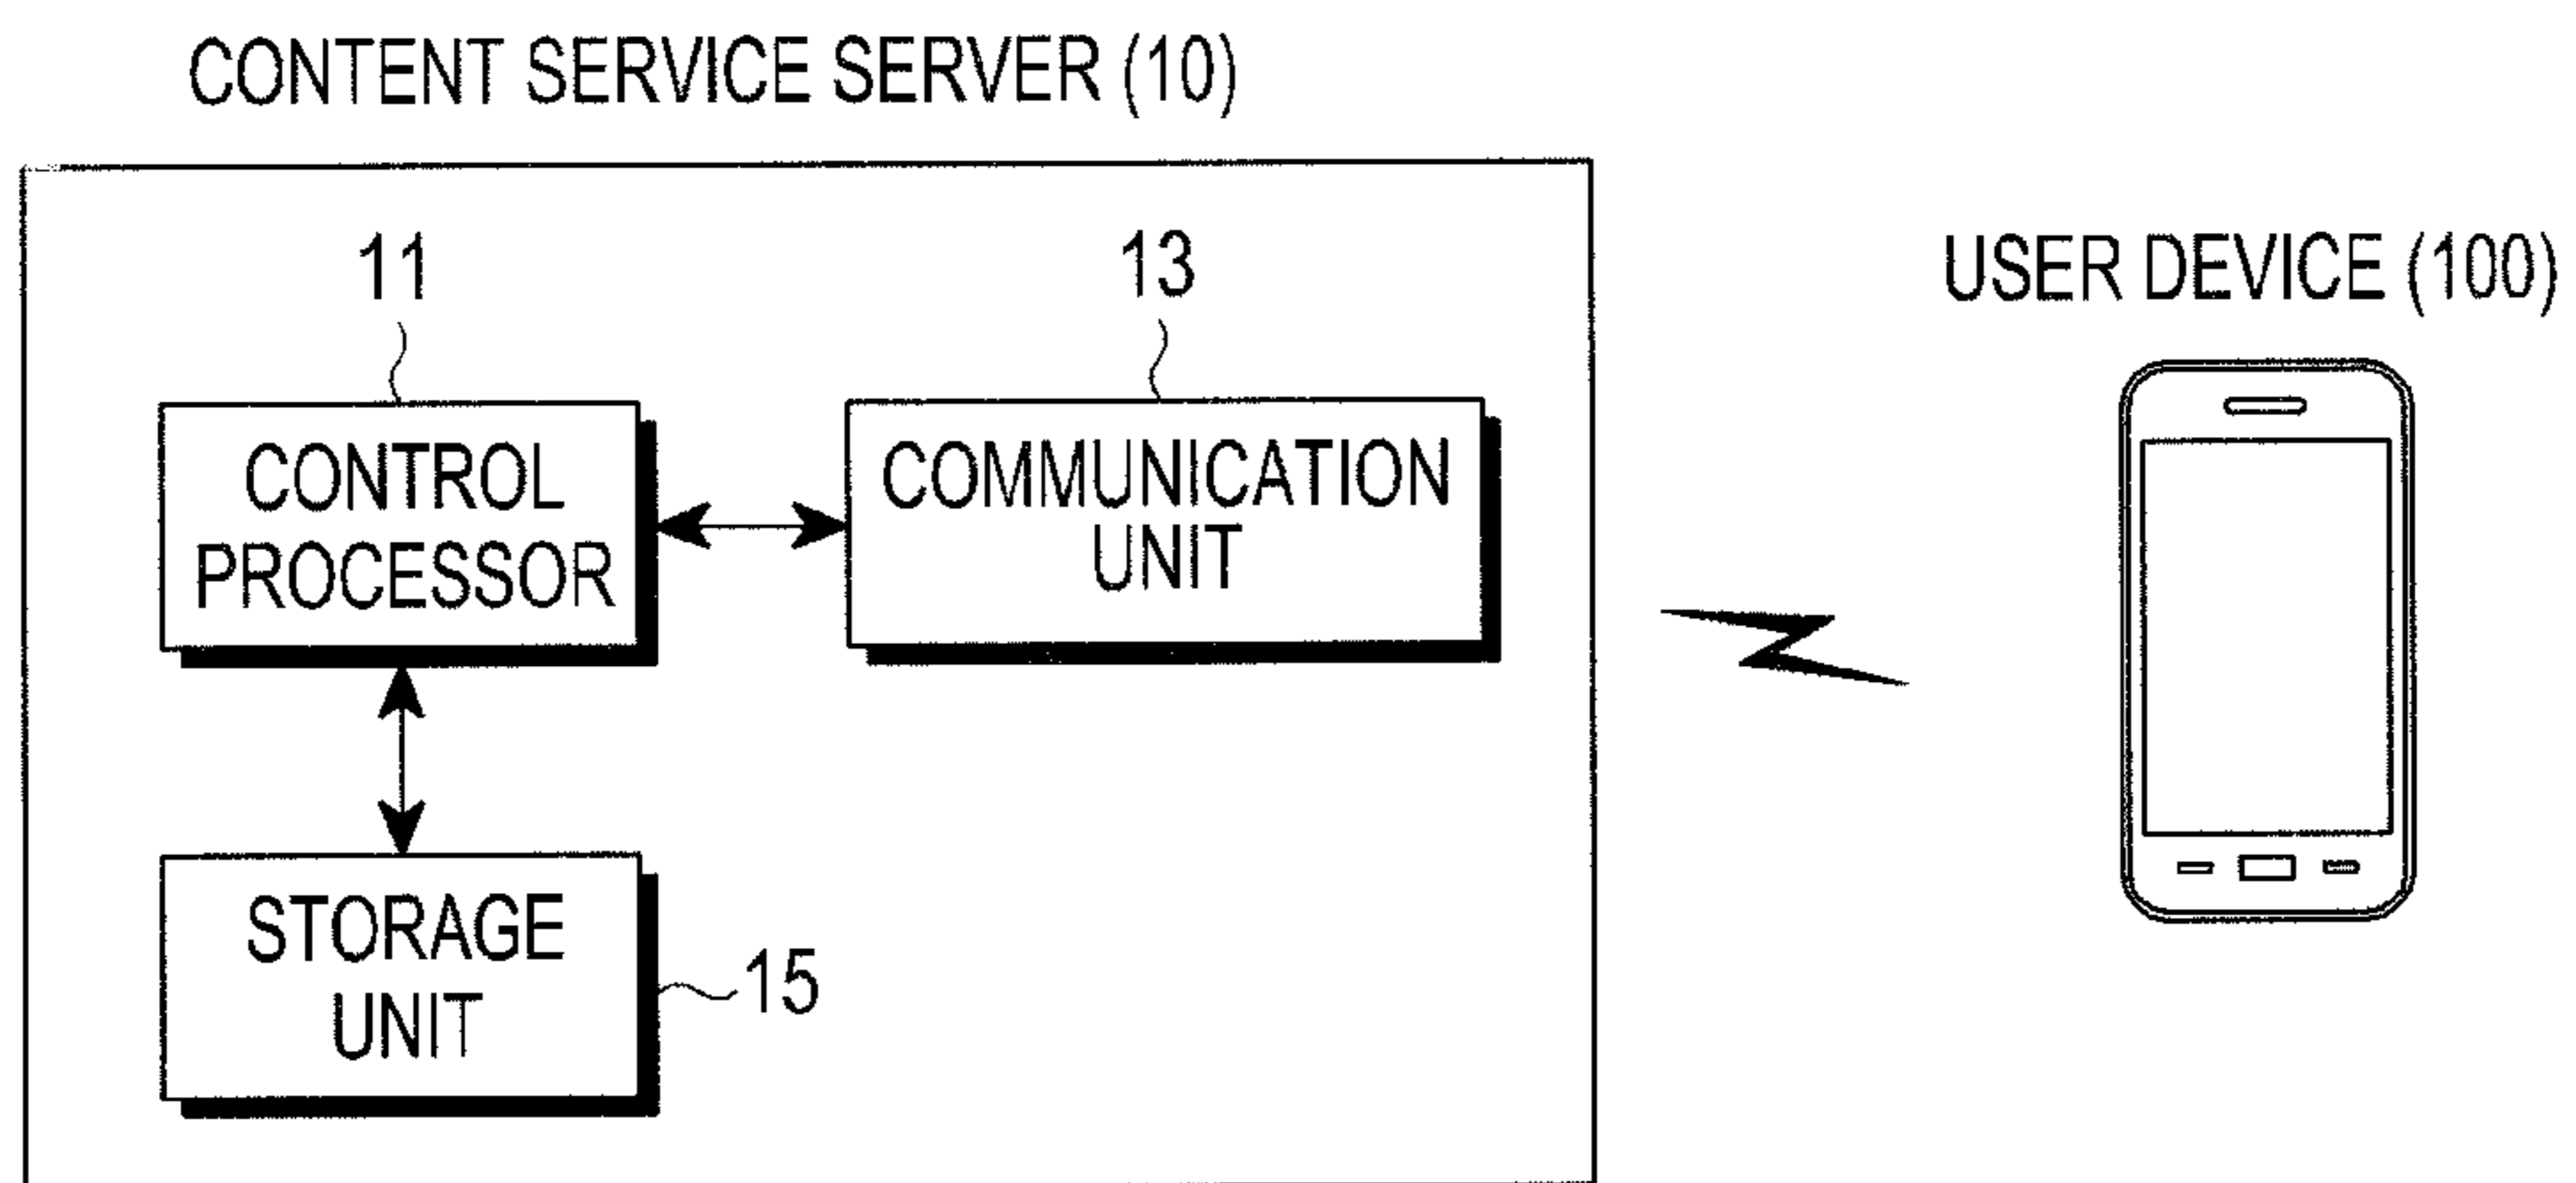 CONTENT SERVICE SERVER (10)
11
13
USER DEVICE (100)
CONTROL
PROCESSOR
COMMUNICATION
UNIT
STORAGE
UNIT
15